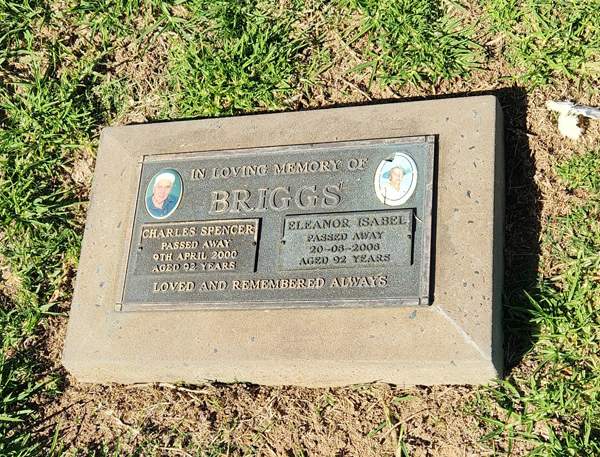 IN LOVING MEMORY OF
BRIGGS
CHARLES SPENCER
PASSED AWAY
9TH APRIL 2000
AGED 92 YEARS
ELEANOR ISABEL
PASSED AWAY
20-08-2008
AGED 92 YEARS
LOVED AND REMEMBERED ALWAYS